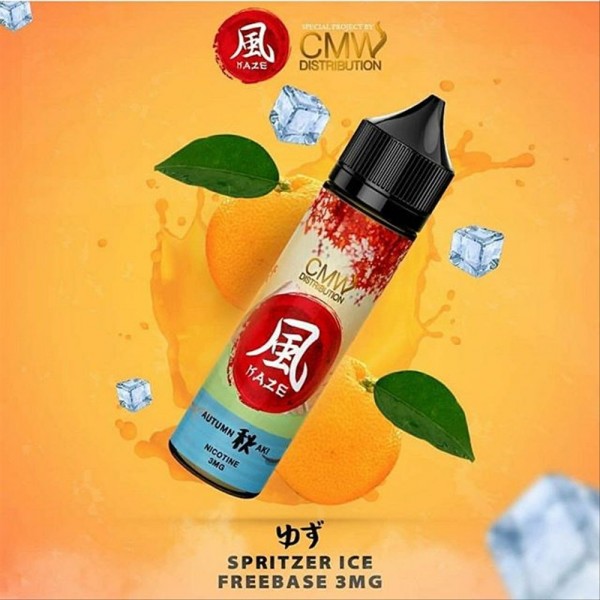 風
KAZE
SPECIAL PROJECT BY
CMW
DISTRIBUTION
CMW
DISTRIBUTION
風
KAZE
AUTUMN 秋 AKI
NICOTINE
3MG
ゆず
SPRITZER ICE
FREEBASE 3MG